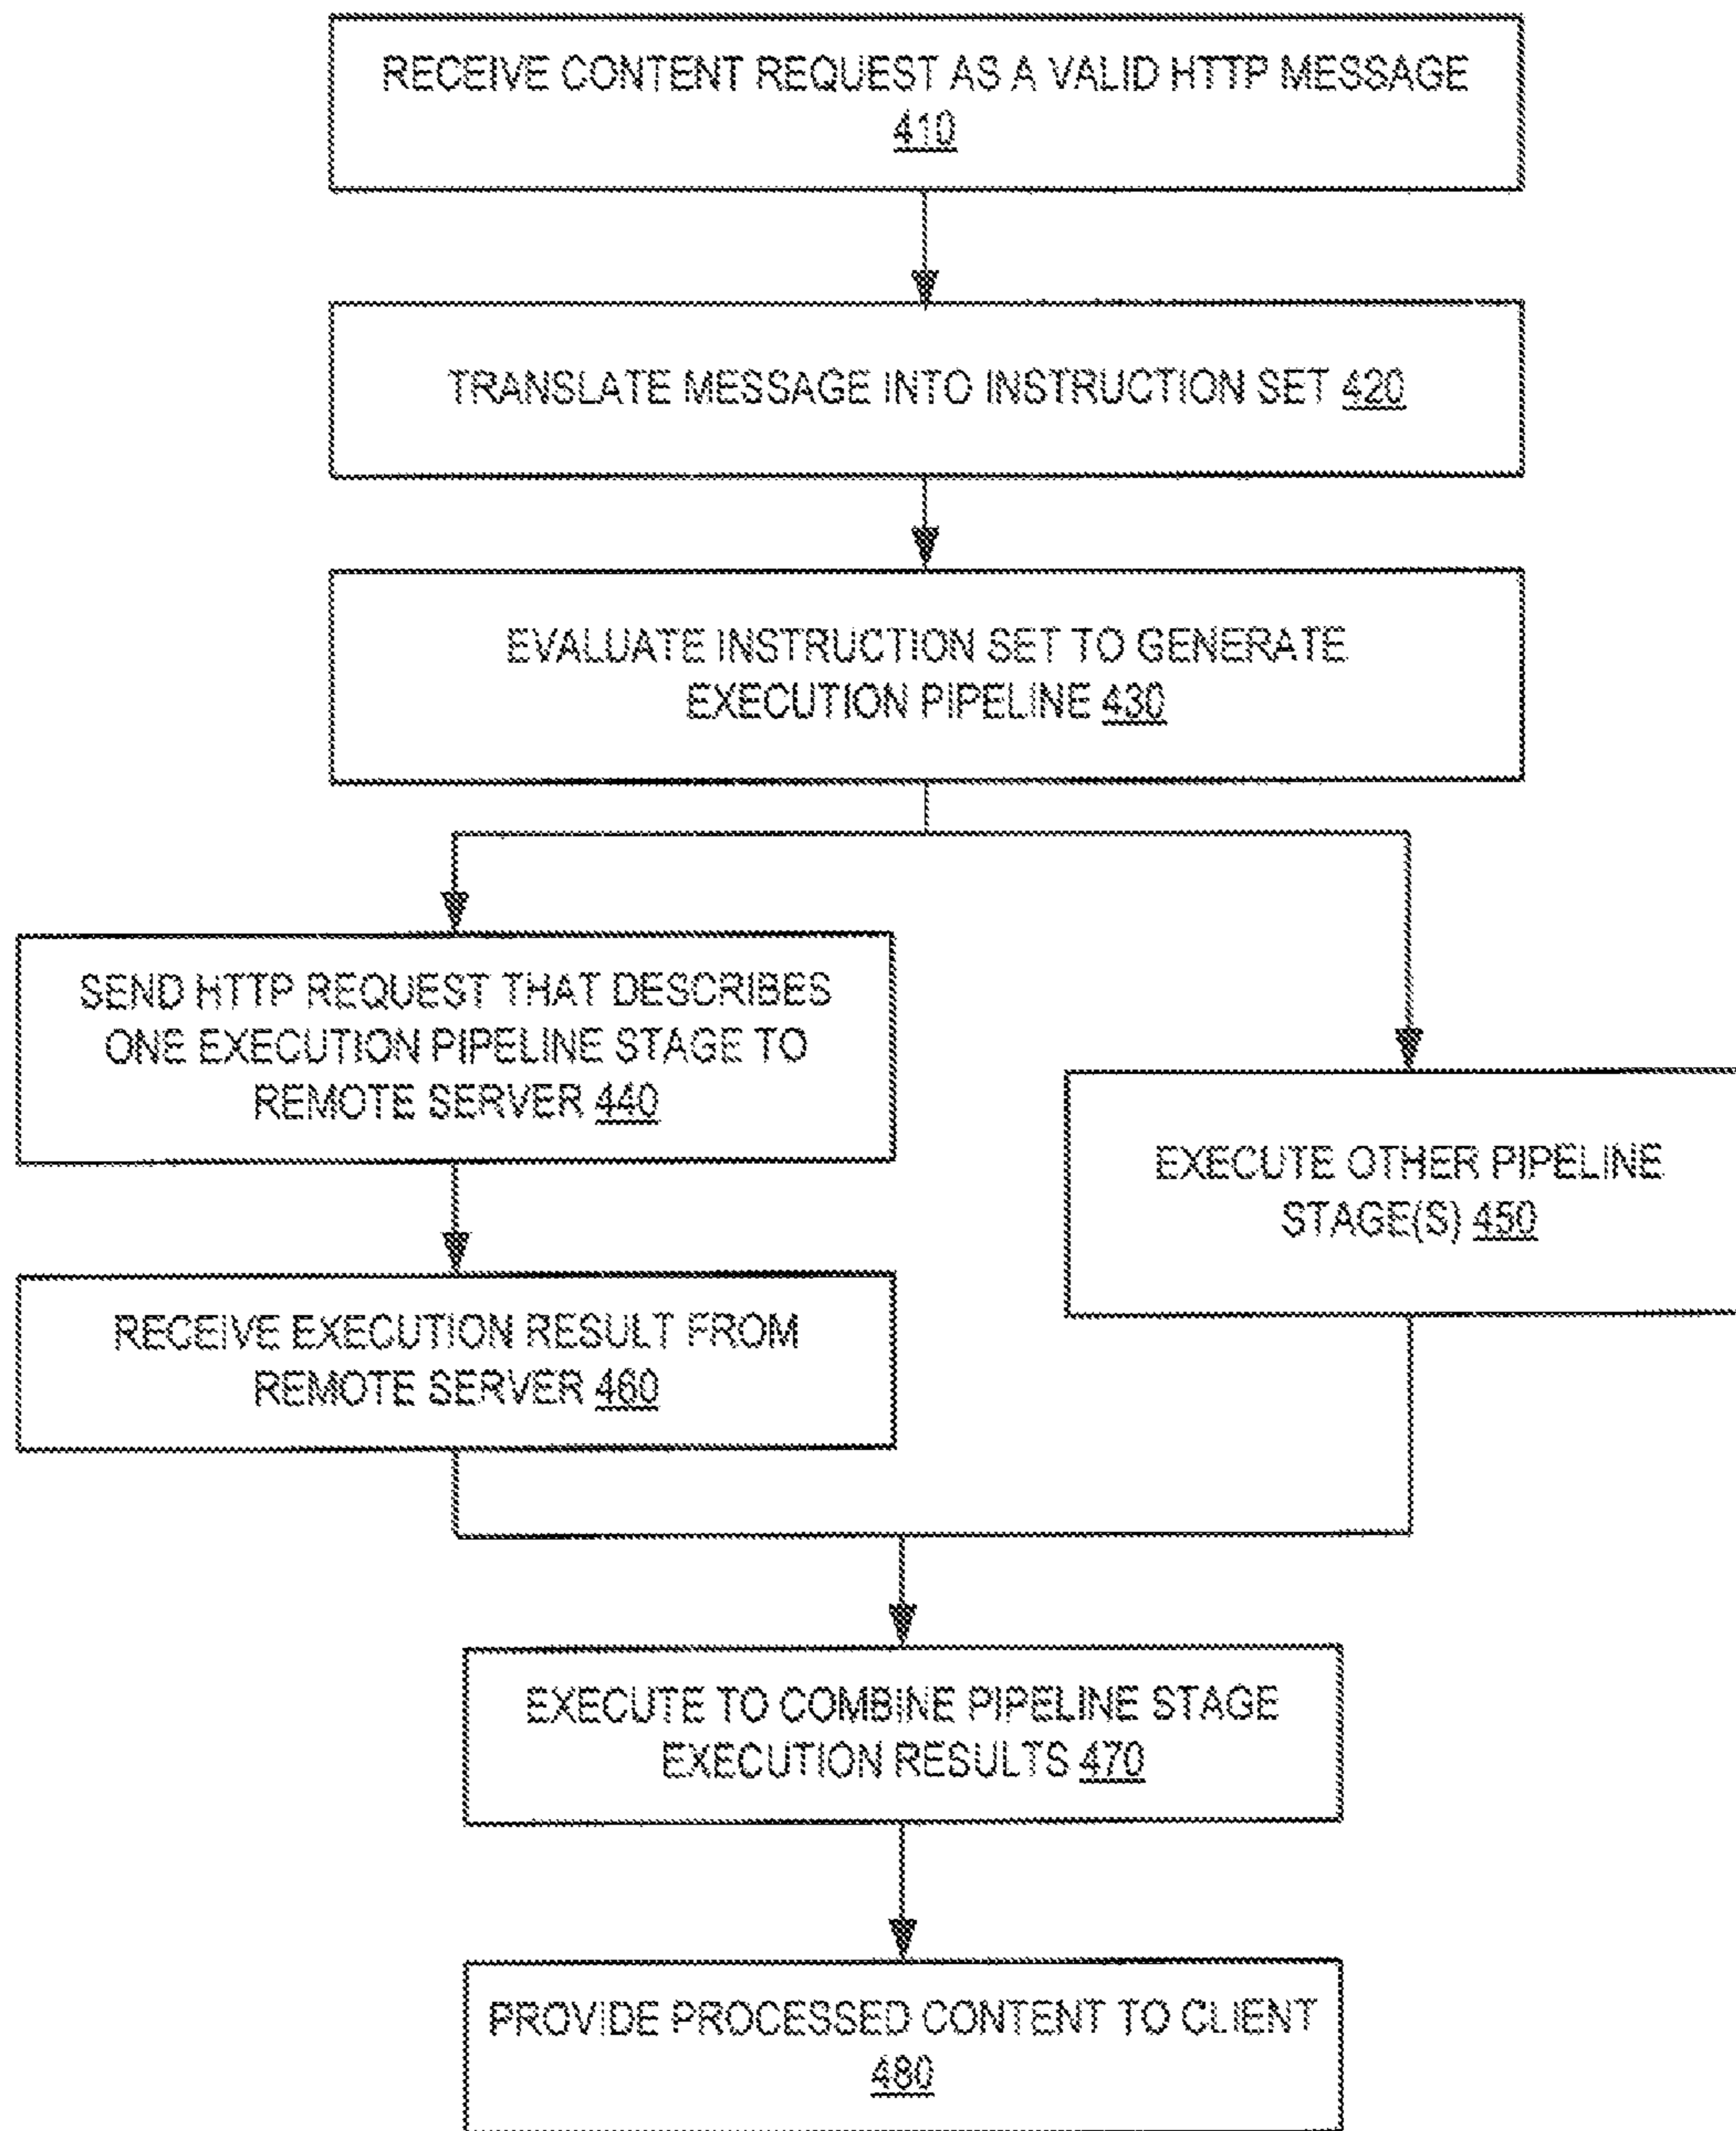 RECEIVE CONTENT REQUEST AS A VALID HTTP MESSAGE
410
TRANSLATE MESSAGE INTO INSTRUCTION SET 420
EVALUATE INSTRUCTION SET TO GENERATE
EXECUTION PIPELINE 430
SEND HTTP REQUEST THAT DESCRIBES
ONE EXECUTION PIPELINE STAGE TO
REMOTE SERVER 440
EXECUTE OTHER PIPELINE
STAGE(S) 450
RECEIVE EXECUTION RESULT FROM
REMOTE SERVER 460
EXECUTE TO COMBINE PIPELINE STAGE
EXECUTION RESULTS 470
PROVIDE PROCESSED CONTENT TO CLIENT
480